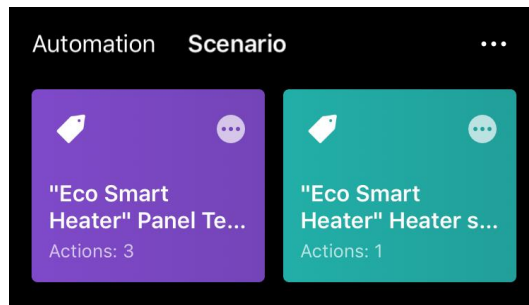 Automation Scenario
"Eco Smart
Heater" Panel Te...
Actions: 3
"Eco Smart
Heater" Heater s...
Actions: 1